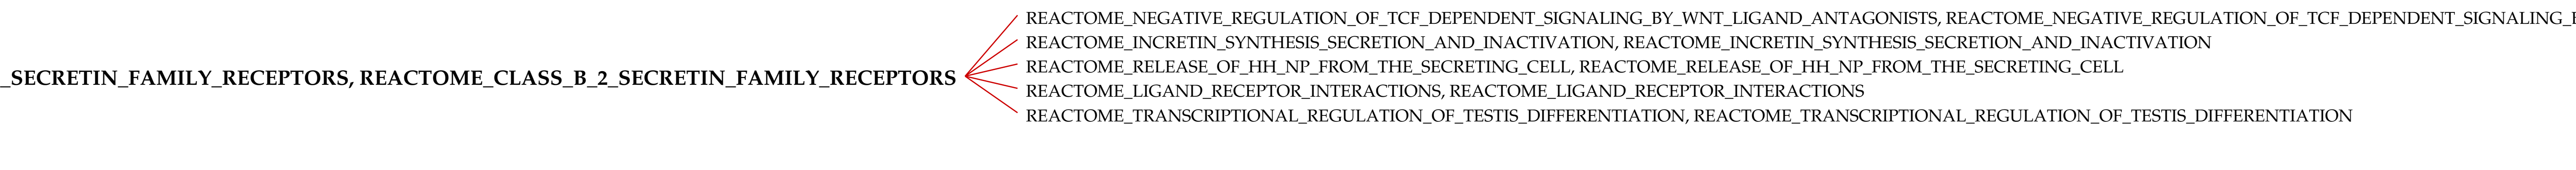 REACTOME_NEGATIVE_REGULATION_OF_TCF_DEPENDENT_SIGNALING_BY_WNT_LIGAND_ANTAGONISTS, REACTOME_NEGATIVE_REGULATION_OF_TCF_DEPENDENT_SIGNALING_
REACTOME_INCRETIN_SYNTHESIS_SECRETION_AND_INACTIVATION, REACTOME_INCRETIN_SYNTHESIS_SECRETION_AND_INACTIVATION
REACTOME_RELEASE_OF_HH_NP_FROM_THE_SECRETING_CELL, REACTOME_RELEASE_OF_HH_NP_FROM_THE_SECRETING_CELL
_SECRETIN_FAMILY_RECEPTORS, REACTOME_CLASS_B_2_SECRETIN_FAMILY_RECEPTORS
REACTOME_LIGAND_RECEPTOR_INTERACTIONS, REACTOME_LIGAND_RECEPTOR_INTERACTIONS
REACTOME_TRANSCRIPTIONAL_REGULATION_OF_TESTIS_DIFFERENTIATION, REACTOME_TRANSCRIPTIONAL_REGULATION_OF_TESTIS_DIFFERENTIATION